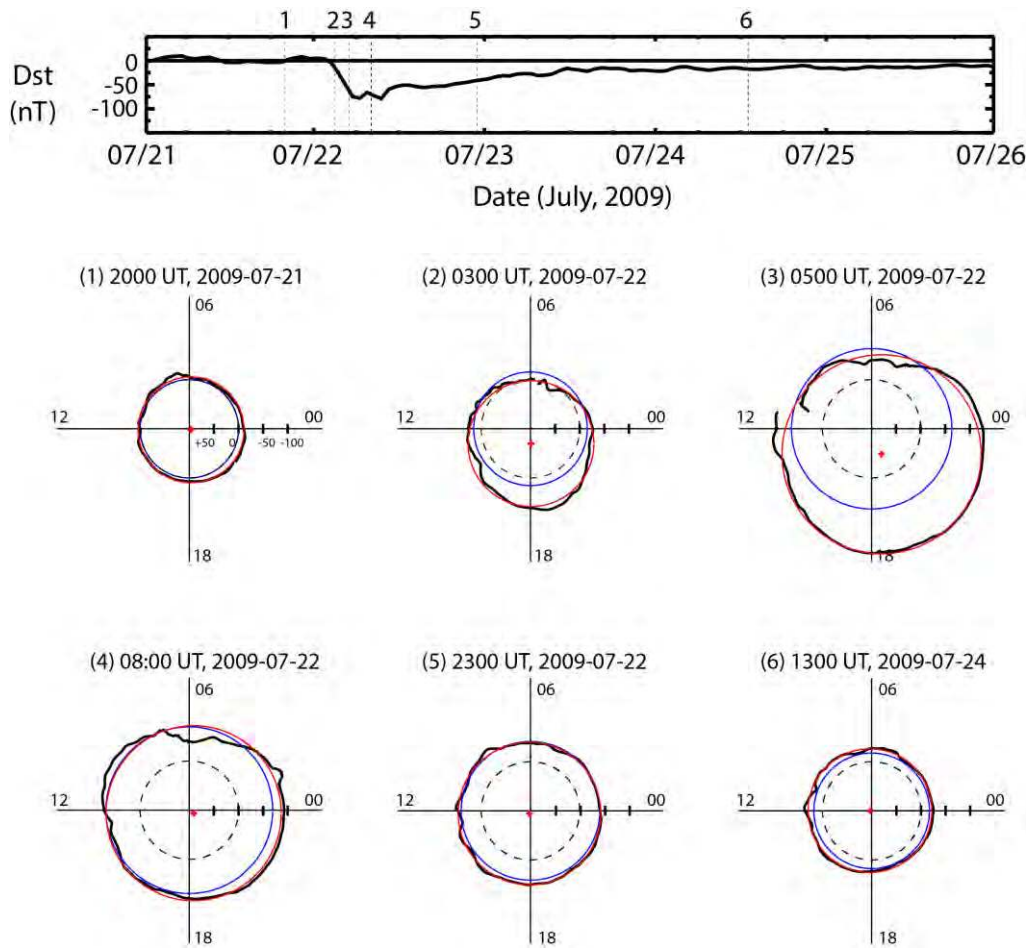 1 23 4 5 6
Dst
(nT)
0
-50
-100
07/21 07/22 07/23 07/24 07/25 07/26
Date (July, 2009)
(1) 2000 UT, 2009-07-21
06
12 00
+50 0 -50 -100
18
(2) 0300 UT, 2009-07-22
06
12 00
18
(3) 0500 UT, 2009-07-22
06
12 00
18
(4) 08:00 UT, 2009-07-22
06
12 00
18
(5) 2300 UT, 2009-07-22
06
12 00
18
(6) 1300 UT, 2009-07-24
06
12 00
18